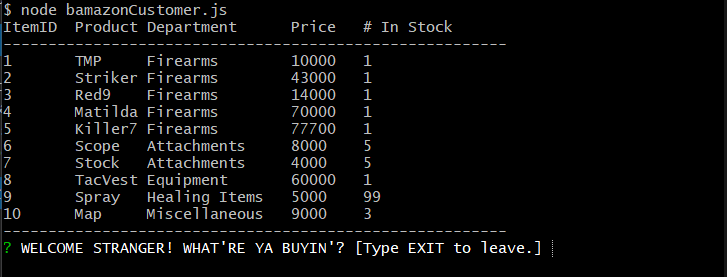 $ node bamazonCustomer.js
ItemID  Product Department      Price   # In Stock
--------------------------------------------------------
1       TMP     Firearms        10000   1
2       Striker Firearms        43000   1
3       Red9    Firearms        14000   1
4       Matilda Firearms        70000   1
5       Killer7 Firearms        77700   1
6       Scope   Attachments     8000    5
7       Stock   Attachments     4000    5
8       TacVest Equipment       60000   1
9       Spray   Healing Items   5000    99
10      Map     Miscellaneous   9000    3
--------------------------------------------------------
? WELCOME STRANGER! WHAT'RE YA BUYIN'? [Type EXIT to leave.]